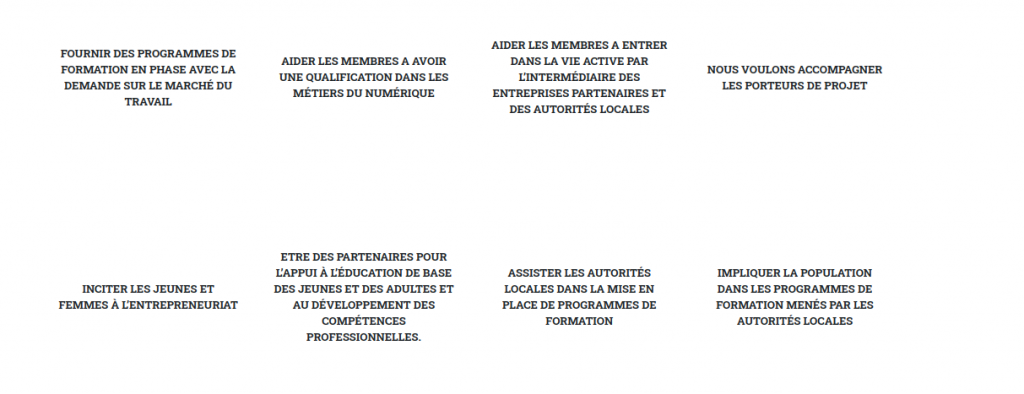 FOURNIR DES PROGRAMMES DE
FORMATION EN PHASE AVEC LA
DEMANDE SUR LE MARCHÉ DU
TRAVAIL
AIDER LES MEMBRES A AVOIR
UNE QUALIFICATION DANS LES
MÉTIERS DU NUMÉRIQUE
AIDER LES MEMBRES A ENTRER
DANS LA VIE ACTIVE PAR
L'INTERMÉDIAIRE DES
ENTREPRISES PARTENAIRES ET
DES AUTORITÉS LOCALES
NOUS VOULONS ACCOMPAGNER
LES PORTEURS DE PROJET
INCITER LES JEUNES ET
FEMMES À L'ENTREPRENEURIAT
ETRE DES PARTENAIRES POUR
L'APPUI À L'ÉDUCATION DE BASE
DES JEUNES ET DES ADULTES ET
AU DÉVELOPPEMENT DES
COMPÉTENCES
PROFESSIONNELLES.
ASSISTER LES AUTORITÉS
LOCALES DANS LA MISE EN
PLACE DE PROGRAMMES DE
FORMATION
IMPLIQUER LA POPULATION
DANS LES PROGRAMMES DE
FORMATION MENÉS PAR LES
AUTORITÉS LOCALES